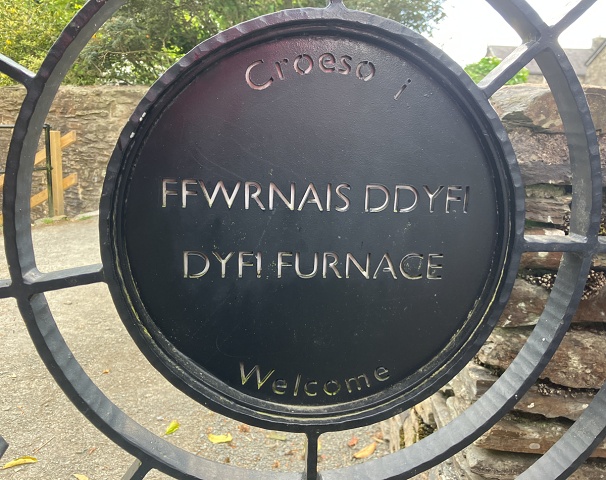 Croeso i
FFWRNAIS DDYFI
DYFI FURNACE
Welcome